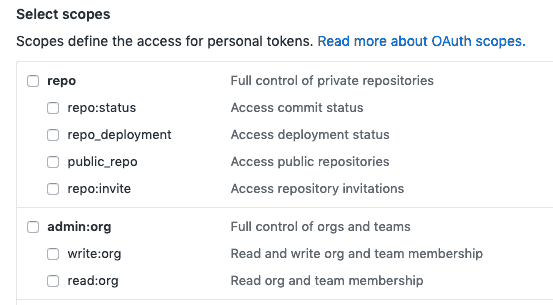 Select scopes
Scopes define the access for personal tokens. Read more about OAuth scopes.
repo Full control of private repositories
repo:status Access commit status
repo_deployment Access deployment status
public_repo Access public repositories
repo:invite Access repository invitations
admin:org Full control of orgs and teams
write:org Read and write org and team membership
read:org Read org and team membership